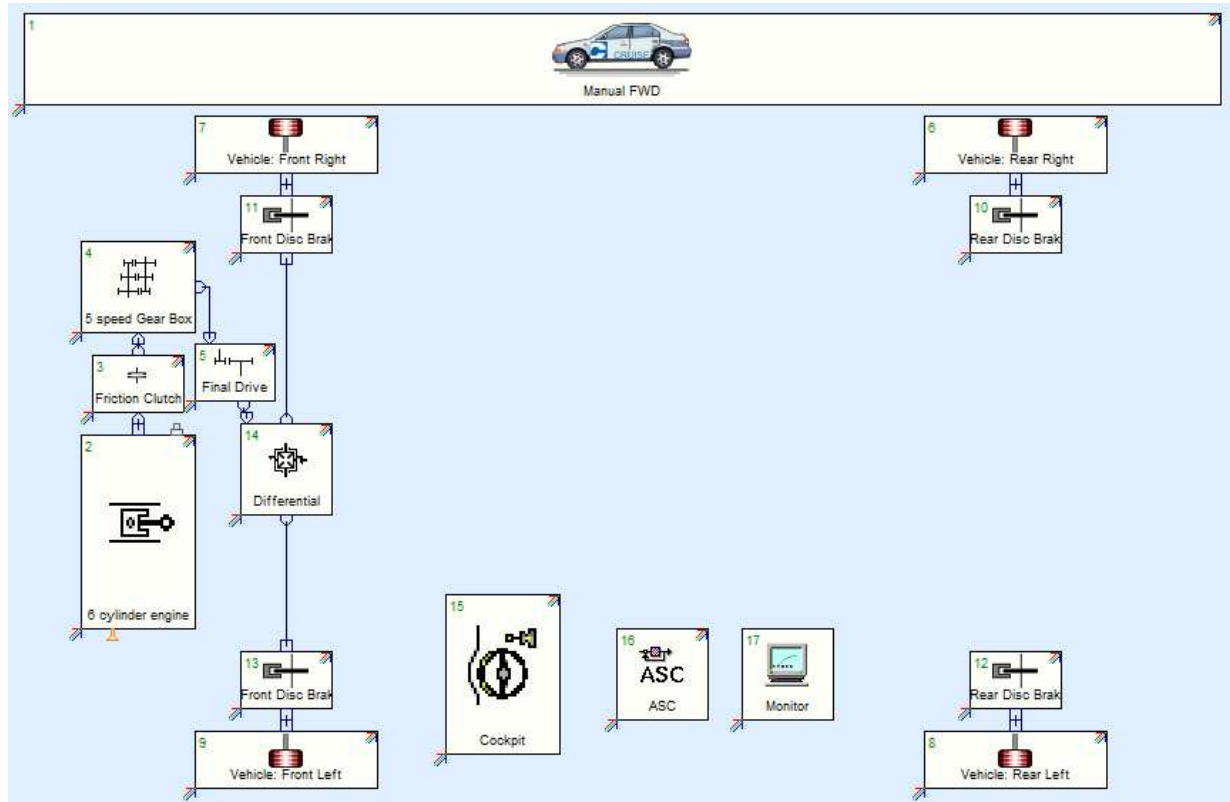 1
CRUISE
Manual FWD
7
Vehicle: Front Right
6
Vehicle: Rear Right
11
Front Disc Brak
10
Rear Disc Brak
4
5 speed Gear Box
3
Friction Clutch
5
Final Drive
2
6 cylinder engine
14
Differential
15
Cockpit
16
ASC
ASC
17
Monitor
13
Front Disc Brak
12
Rear Disc Brak
9
Vehicle: Front Left
8
Vehicle: Rear Left